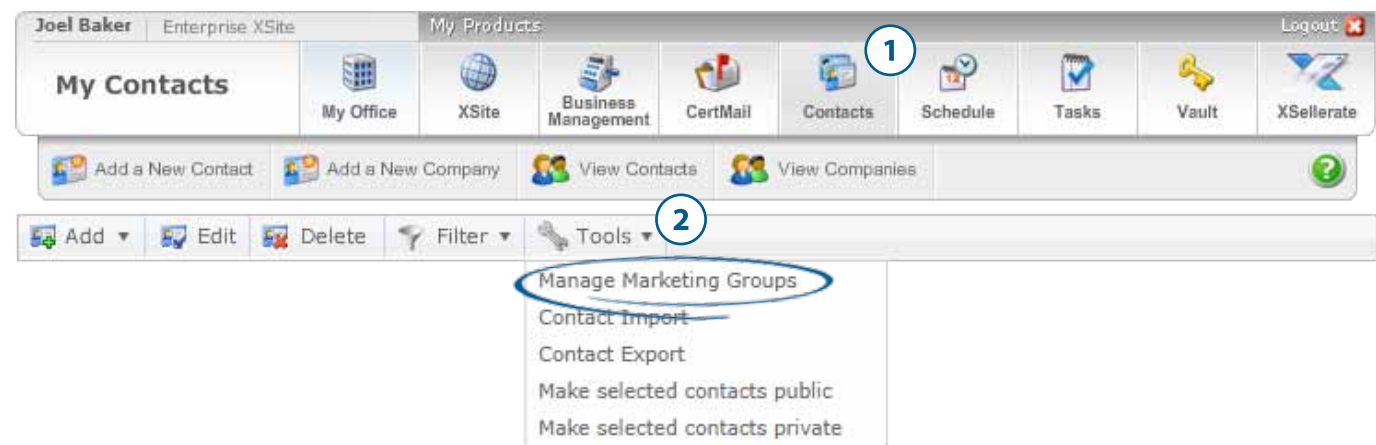 Joel Baker Enterprise XSite My Products Logout
My Contacts
My Office XSite Business Management CertMail Contacts 1 Schedule Tasks Vault XSellerate
Add a New Contact Add a New Company View Contacts View Companies ?
Add Edit Delete Filter Tools 2
Manage Marketing Groups
Contact Import
Contact Export
Make selected contacts public
Make selected contacts private